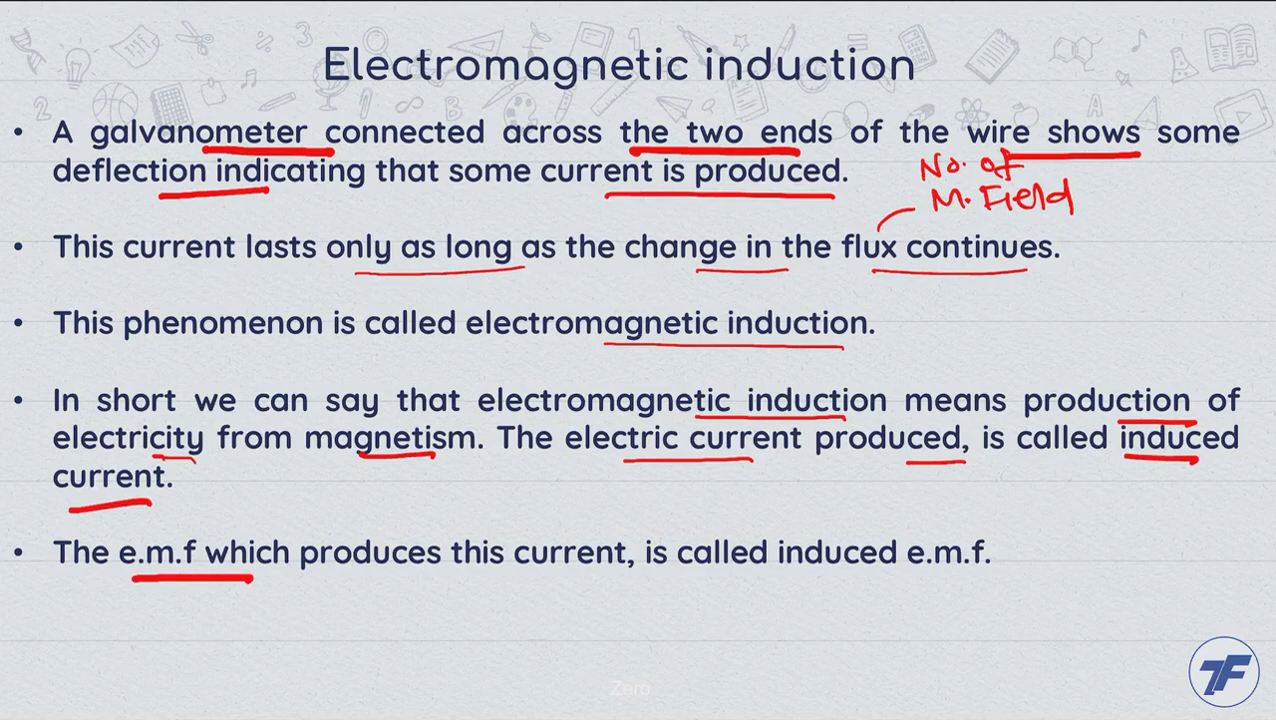 Electromagnetic induction
• A galvanometer connected across the two ends of the wire shows some
deflection indicating that some current is produced.
No. of
M. Field
• This current lasts only as long as the change in the flux continues.
• This phenomenon is called electromagnetic induction.
• In short we can say that electromagnetic induction means production of
electricity from magnetism. The electric current produced, is called induced
current.
• The e.m.f which produces this current, is called induced e.m.f.
Zero
TF